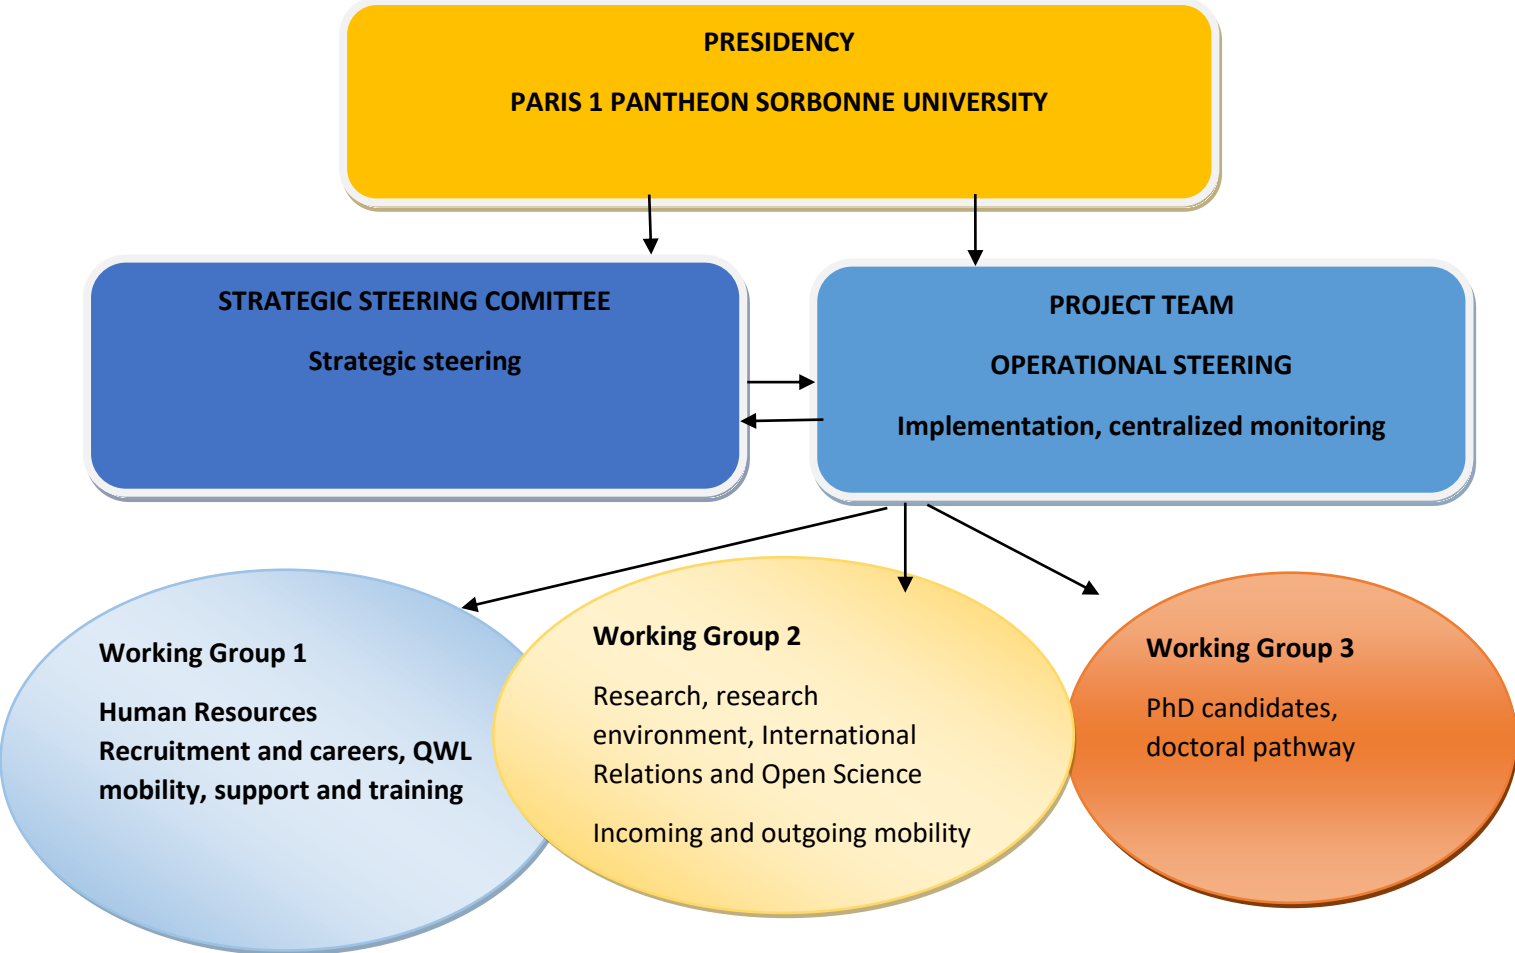 PRESIDENCY
PARIS 1 PANTHEON SORBONNE UNIVERSITY
STRATEGIC STEERING COMITTEE
Strategic steering
PROJECT TEAM
OPERATIONAL STEERING
Implementation, centralized monitoring
Working Group 1
Human Resources
Recruitment and careers, QWL
mobility, support and training
Working Group 2
Research, research
environment, International
Relations and Open Science
Incoming and outgoing mobility
Working Group 3
PhD candidates,
doctoral pathway